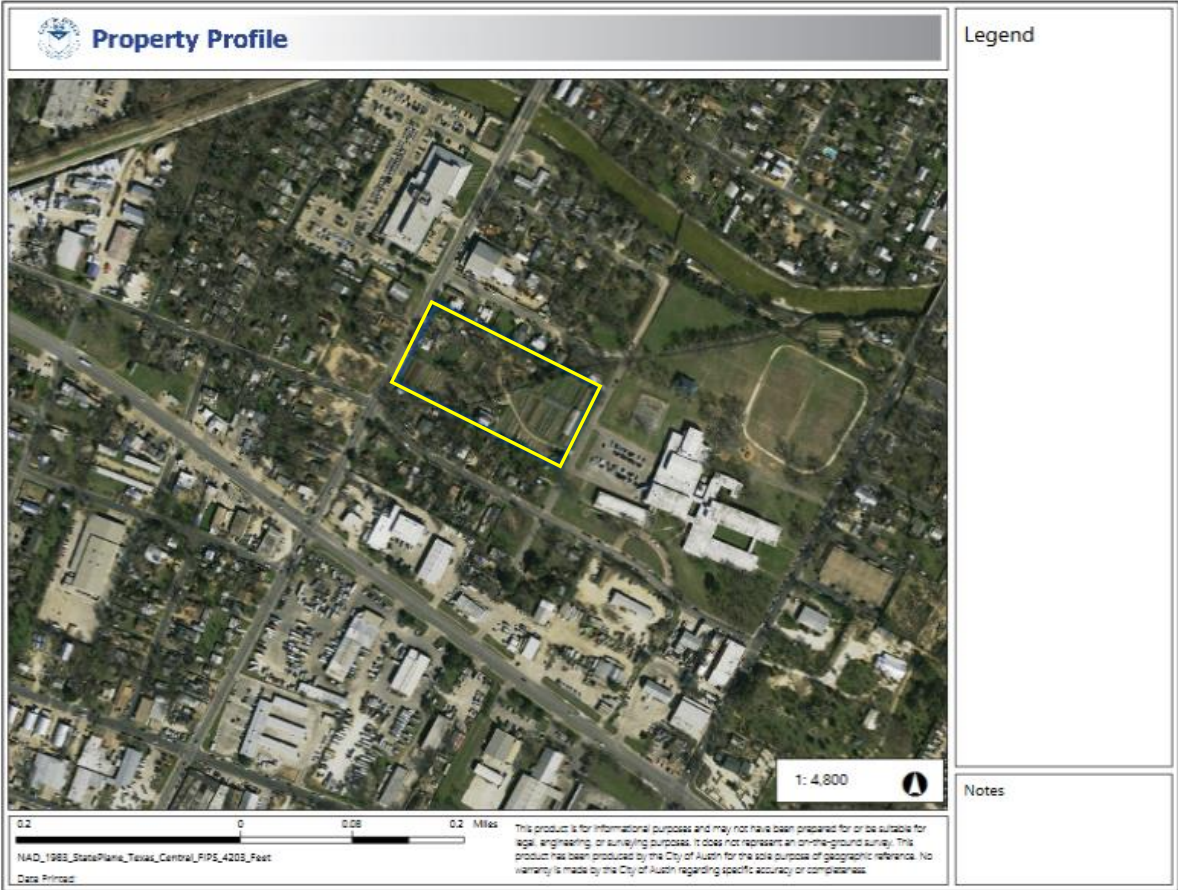 Property Profile
Legend
1: 4,800
Notes
0.2 0 0.08 0.2 Miles
NAD_1983_StatePlane_Texas_Central_FIPS_4203_Feet
Date Printed:
This product is for informational purposes and may not have been prepared for or be suitable for
legal, engineering, or surveying purposes. It does not represent an on-the-ground survey. This
product has been produced by the City of Austin for the sole purpose of geographic reference. No
warranty is made by the City of Austin regarding specific accuracy or completeness.